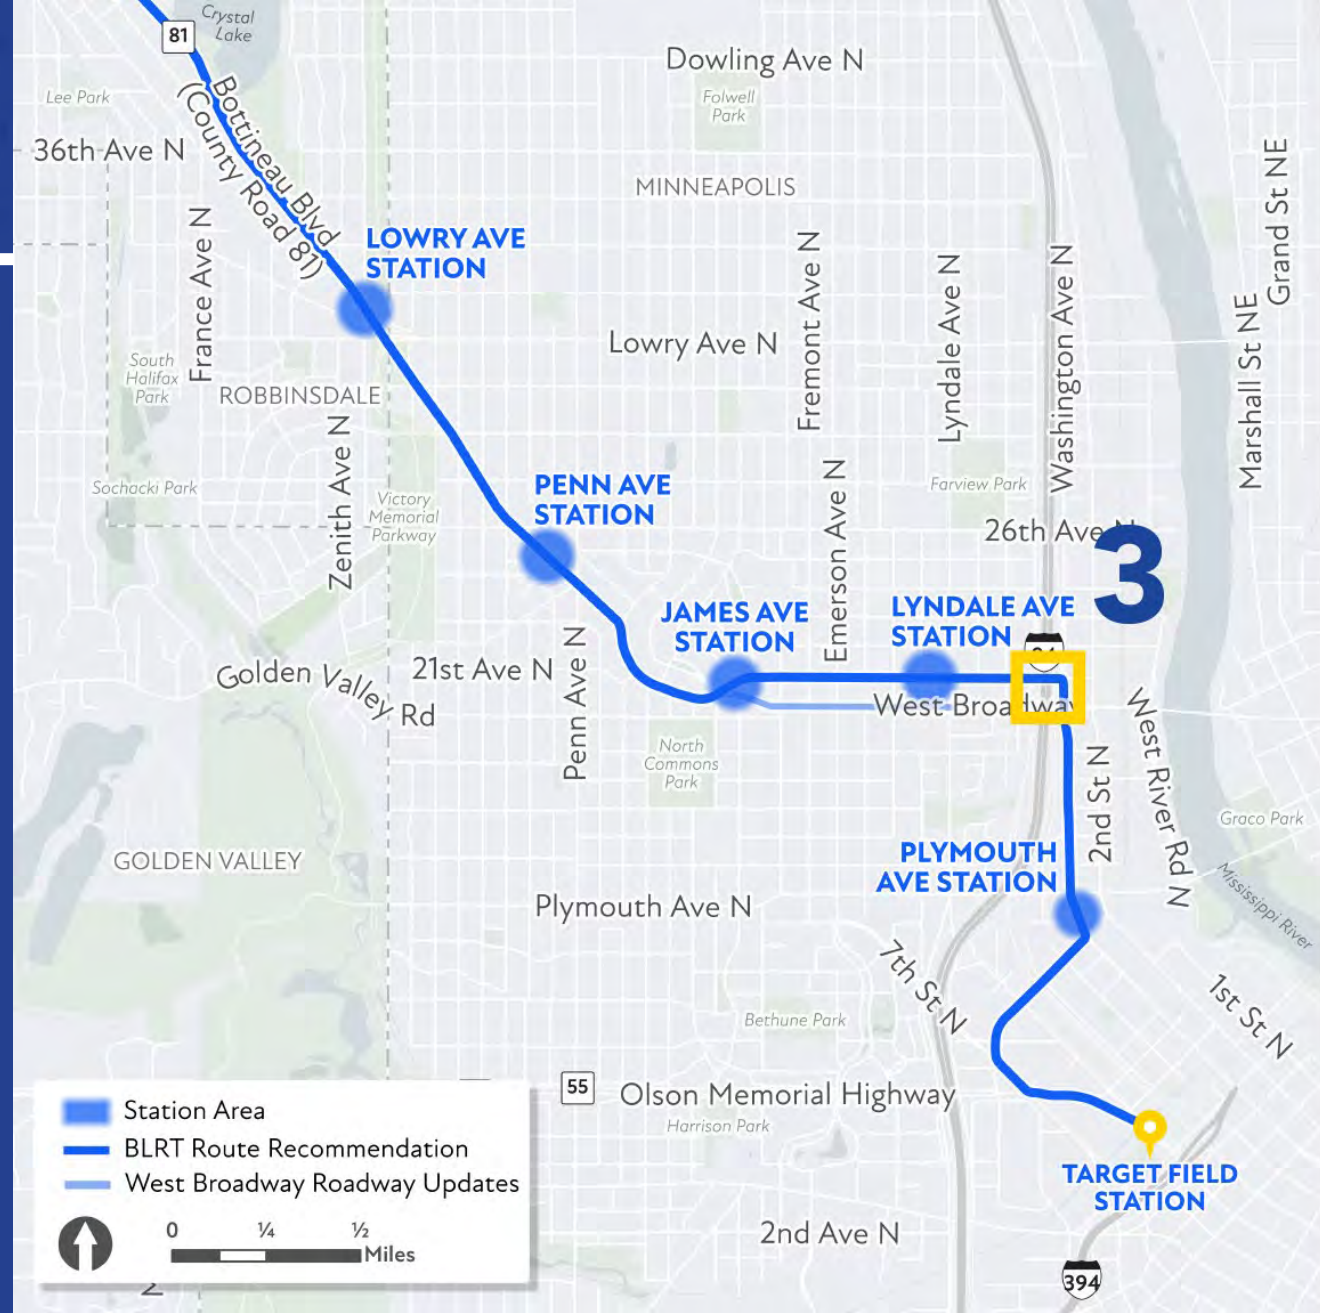 Crystal
Lake
81
Dowling Ave N
Lee Park
Folwell
Park
Bottineau Blvd
(County Road 81)
36th Ave N
MINNEAPOLIS
Grand St NE
LOWRY AVE
STATION
France Ave N
Fremont Ave N
Lyndale Ave N
Washington Ave N
Marshall St NE
Lowry Ave N
South
Halifax
Park
ROBBINSDALE
Zenith Ave N
Sochacki Park
Victory
Memorial
Parkway
PENN AVE
STATION
Emerson Ave N
Farview Park
26th Ave N
3
JAMES AVE
STATION
LYNDALE AVE
STATION
Golden Valley Rd
21st Ave N
Penn Ave N
West Broadway
North
Commons
Park
2nd St N
West River Rd N
Graco Park
GOLDEN VALLEY
PLYMOUTH
AVE STATION
Plymouth Ave N
Mississippi River
7th St N
1st St N
Bethune Park
55
Olson Memorial Highway
Harrison Park
TARGET FIELD
STATION
2nd Ave N
394
Station Area
BLRT Route Recommendation
West Broadway Roadway Updates
0 ¼ ½
Miles
N